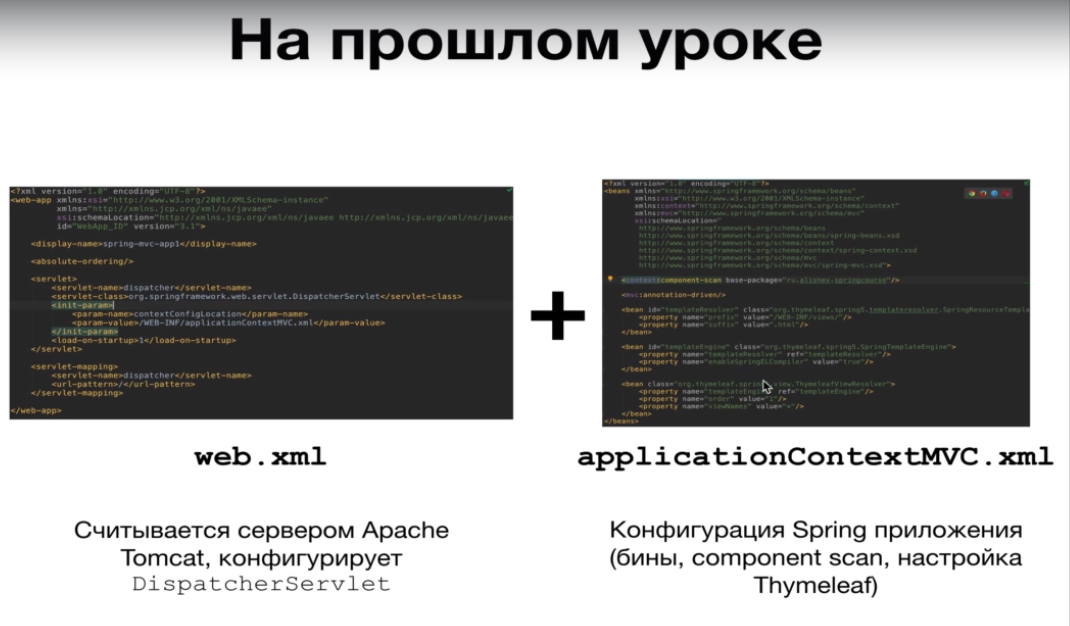 На прошлом уроке
<?xml version="1.0" encoding="UTF-8"?>
<web-app xmlns:xsi="http://www.w3.org/2001/XMLSchema-instance"
xmlns="http://xmlns.jcp.org/xml/ns/javaee"
xsi:schemaLocation="http://xmlns.jcp.org/xml/ns/javaee http://xmlns.jcp.org/xml/ns/javaee
id="WebApp_ID" version="3.1">
<display-name>spring-mvc-app1</display-name>
<absolute-ordering/>
<servlet>
<servlet-name>dispatcher</servlet-name>
<servlet-class>org.springframework.web.servlet.DispatcherServlet</servlet-class>
<init-param>
<param-name>contextConfigLocation</param-name>
<param-value>/WEB-INF/applicationContextMVC.xml</param-value>
</init-param>
<load-on-startup>1</load-on-startup>
</servlet>
<servlet-mapping>
<servlet-name>dispatcher</servlet-name>
<url-pattern>/</url-pattern>
</servlet-mapping>
</web-app>
+
<?xml version="1.0" encoding="UTF-8"?>
<beans xmlns="http://www.springframework.org/schema/beans"
xmlns:xsi="http://www.w3.org/2001/XMLSchema-instance"
xmlns:context="http://www.springframework.org/schema/context"
xmlns:mvc="http://www.springframework.org/schema/mvc"
xsi:schemaLocation="
http://www.springframework.org/schema/beans
http://www.springframework.org/schema/beans/spring-beans.xsd
http://www.springframework.org/schema/context
http://www.springframework.org/schema/context/spring-context.xsd
http://www.springframework.org/schema/mvc
http://www.springframework.org/schema/mvc/spring-mvc.xsd">
<context:component-scan base-package="ru.alishev.springcourse"/>
<mvc:annotation-driven/>
<bean id="templateResolver" class="org.thymeleaf.spring5.templateresolver.SpringResourceTempla
<property name="prefix" value="/WEB-INF/views/"/>
<property name="suffix" value=".html"/>
</bean>
<bean id="templateEngine" class="org.thymeleaf.spring5.SpringTemplateEngine">
<property name="templateResolver" ref="templateResolver"/>
<property name="enableSpringELCompiler" value="true"/>
</bean>
<bean class="org.thymeleaf.spring5.view.ThymeleafViewResolver">
<property name="templateEngine" ref="templateEngine"/>
<property name="order" value="1"/>
<property name="viewNames" value="*"/>
</bean>
</beans>
web.xml
applicationContextMVC.xml
Считывается сервером Apache
Tomcat, конфигурирует
DispatcherServlet
Конфигурация Spring приложения
(бины, component scan, настройка
Thymeleaf)